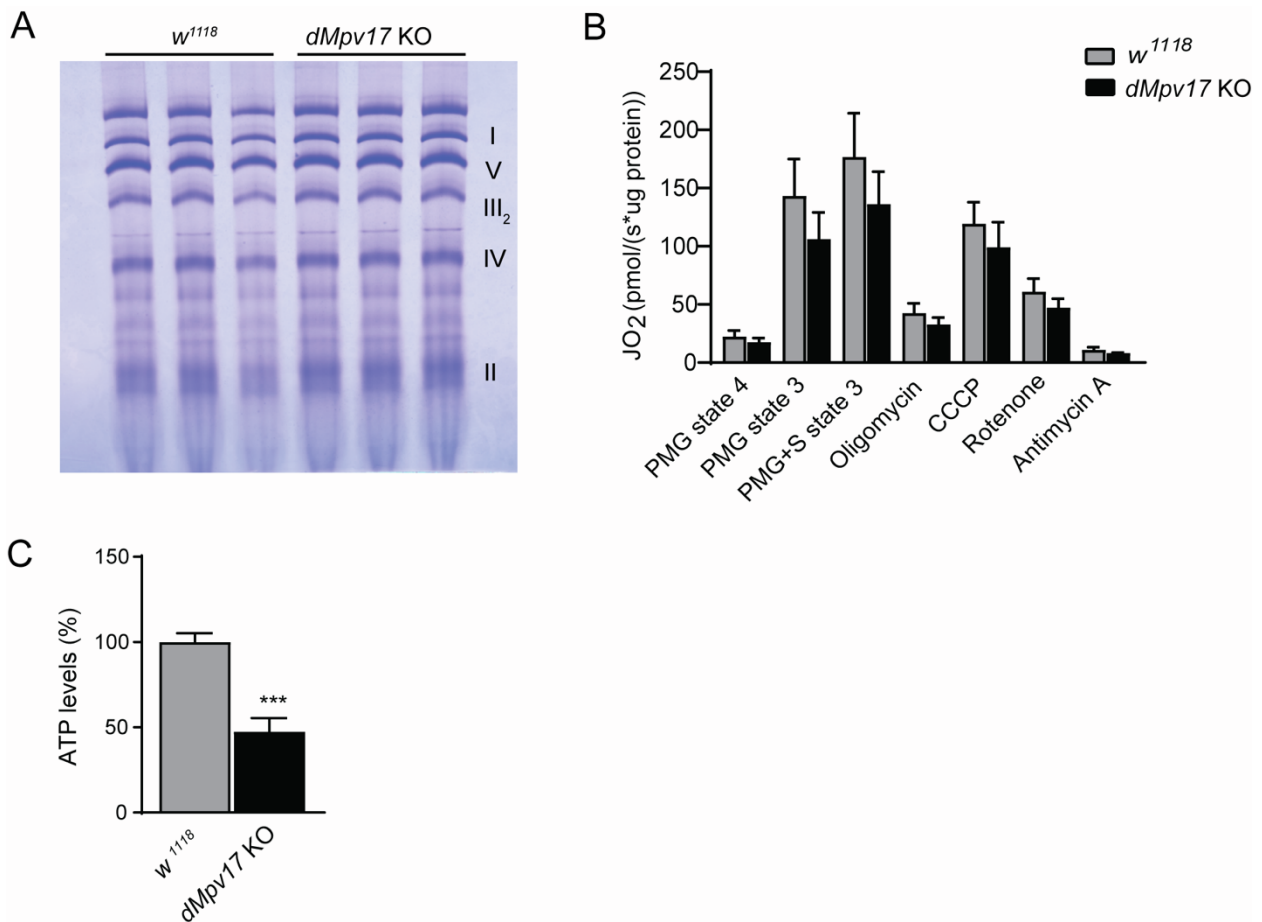 A
w1118 dMpv17 KO
I
V
III2
IV
II
B
w1118
dMpv17 KO
JO2 (pmol/(s*ug protein))
250
200
150
100
50
0
PMG state 4
PMG state 3
PMG+S state 3
Oligomycin
CCCP
Rotenone
Antimycin A
C
ATP levels (%)
150
100
50
0
***
w1118
dMpv17 KO